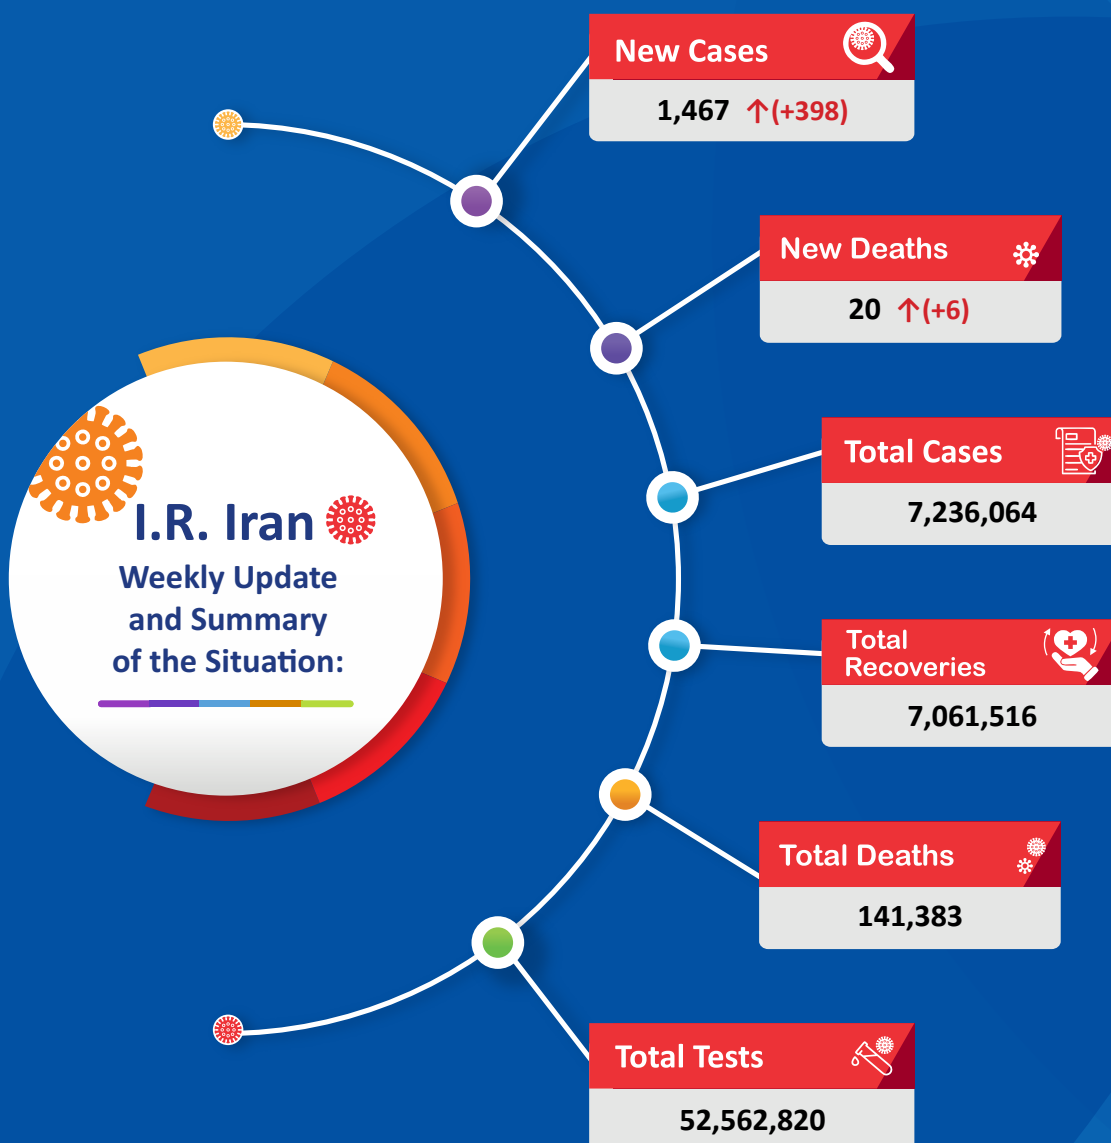 New Cases
1,467 ↑(+398)
New Deaths
20 ↑(+6)
Total Cases
7,236,064
I.R. Iran
Weekly Update
and Summary
of the Situation:
Total
Recoveries
7,061,516
Total Deaths
141,383
Total Tests
52,562,820